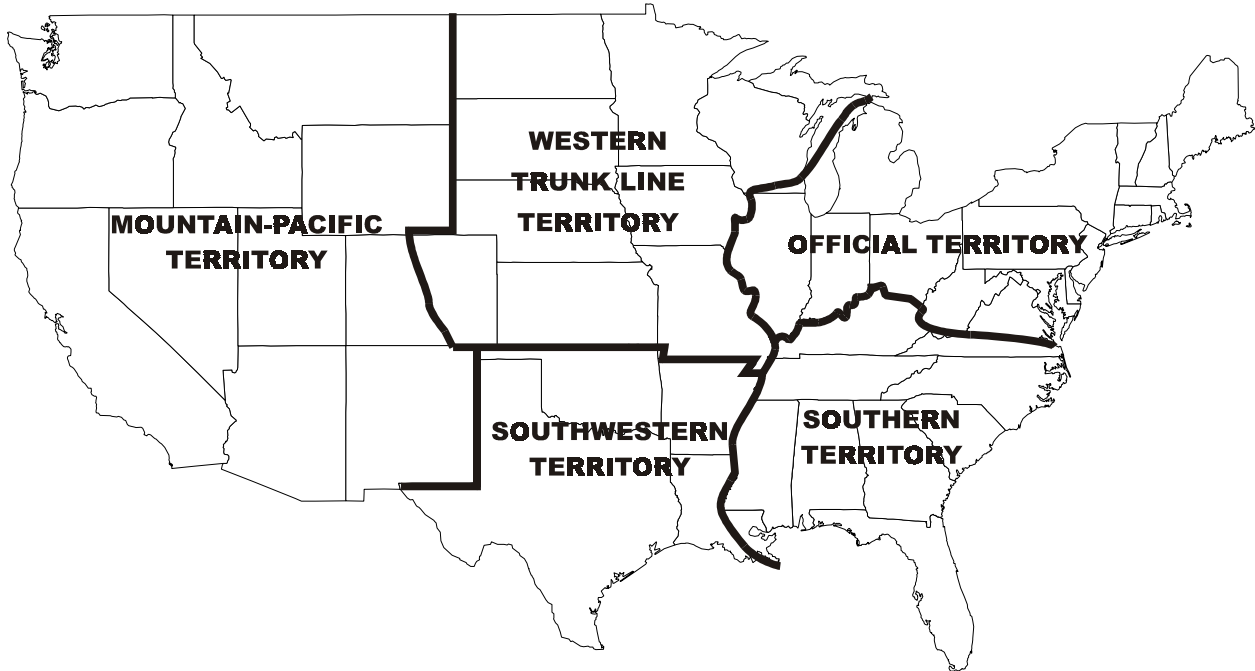 WESTERN
TRUNK LINE
TERRITORY
MOUNTAIN-PACIFIC
TERRITORY
OFFICIAL TERRITORY
SOUTHWESTERN
TERRITORY
SOUTHERN
TERRITORY